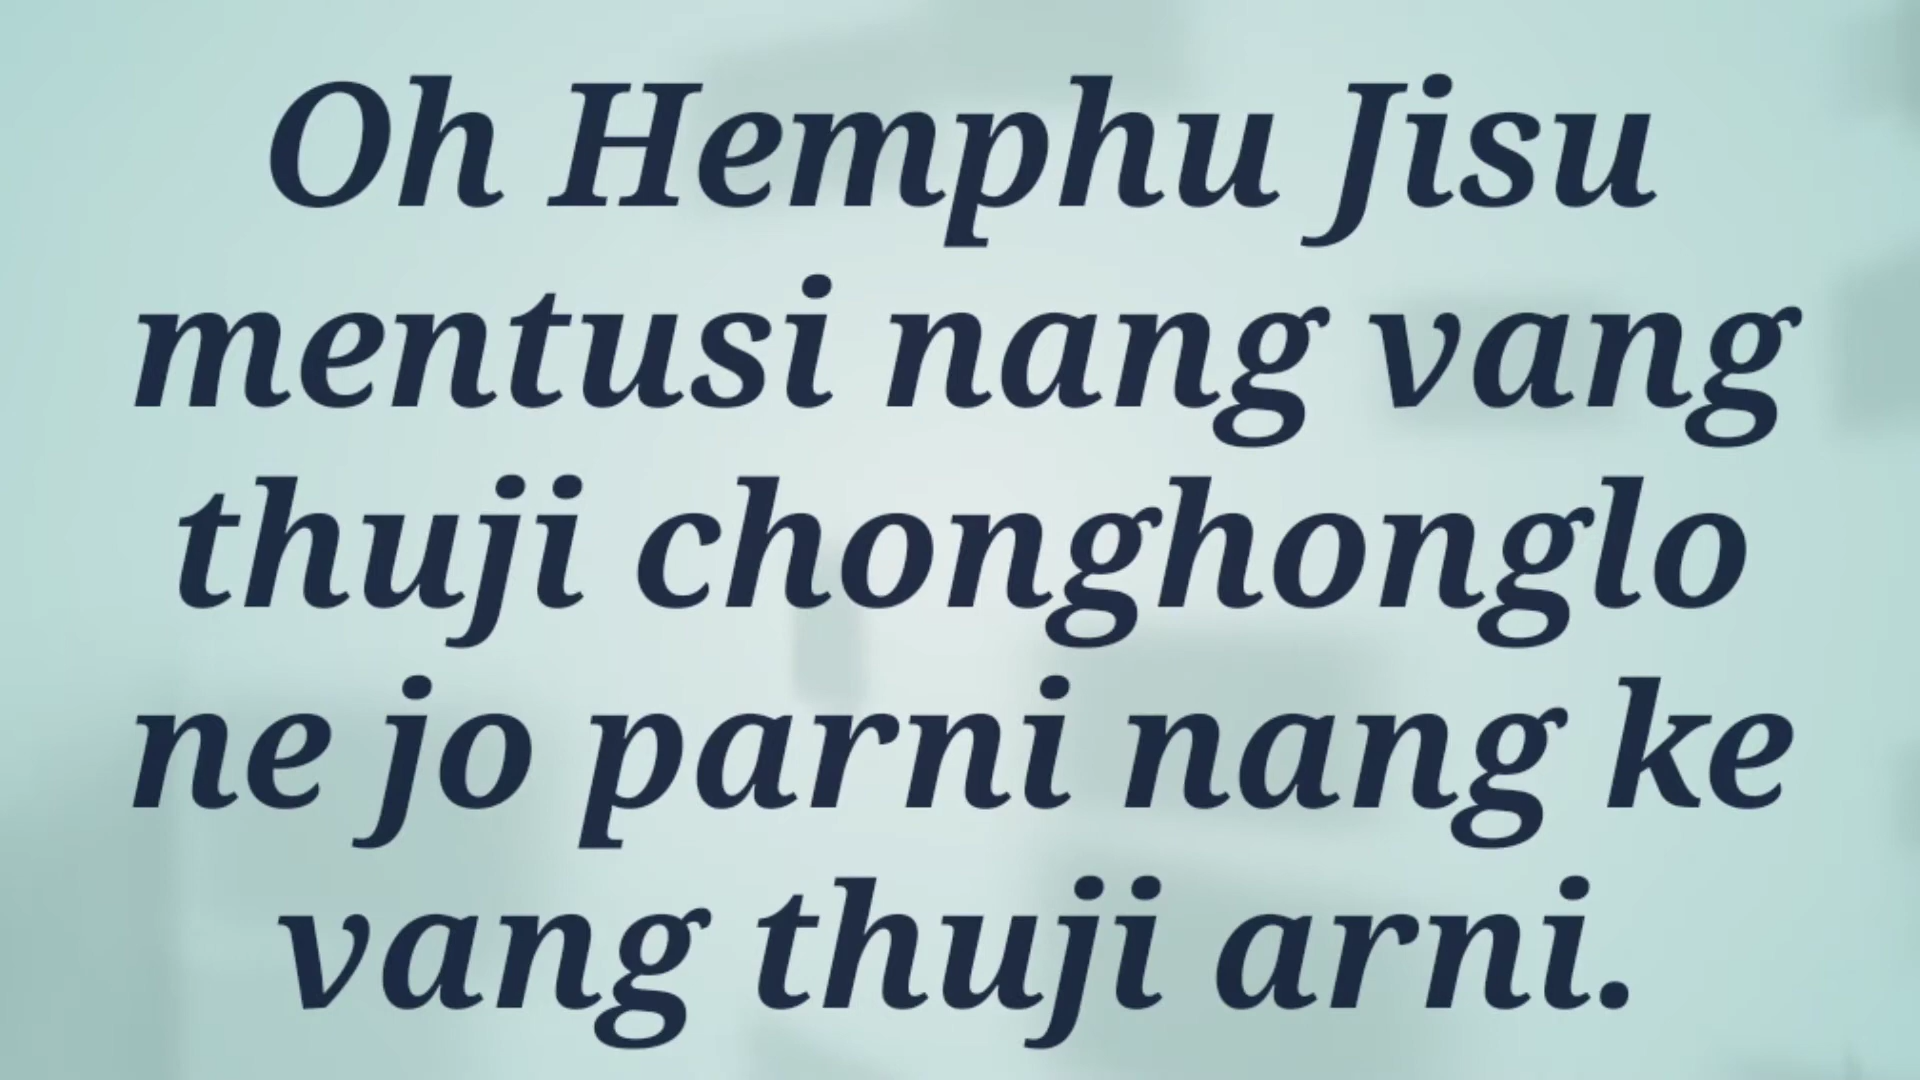 Oh Hemphu Jisu
mentusi nang vang
thuji chonghonglo
ne jo parni nang ke
vang thuji arni.